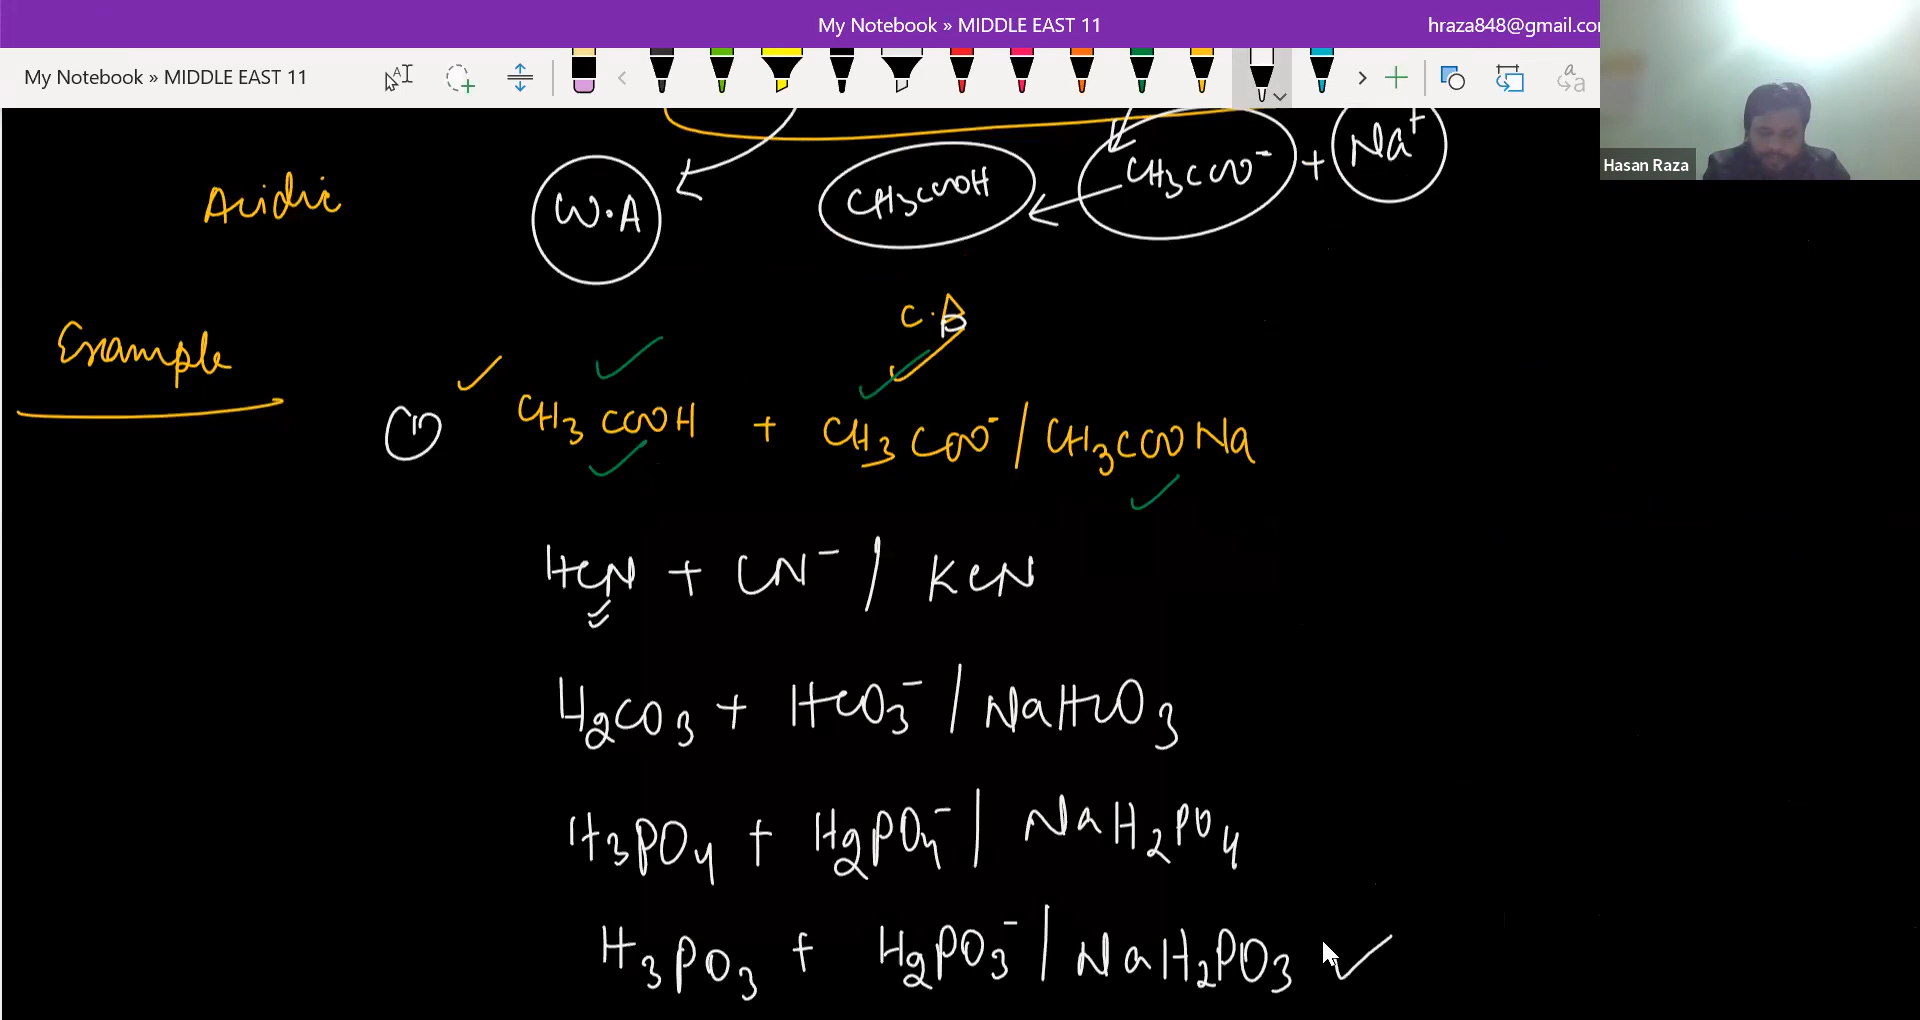 My Notebook » MIDDLE EAST 11
hraza848@gmail.co
My Notebook » MIDDLE EAST 11
Hasan Raza
Acidic
W.A
CH3COOH
CH3COO⁻ + Na⁺
C.B
Example
① CH3COOH + CH3COO⁻ / CH3COONa
HCN + CN⁻ / KCN
H2CO3 + HCO3⁻ / NaHCO3
H3PO4 + H2PO4⁻ / NaH2PO4
H3PO3 + H2PO3⁻ / NaH2PO3